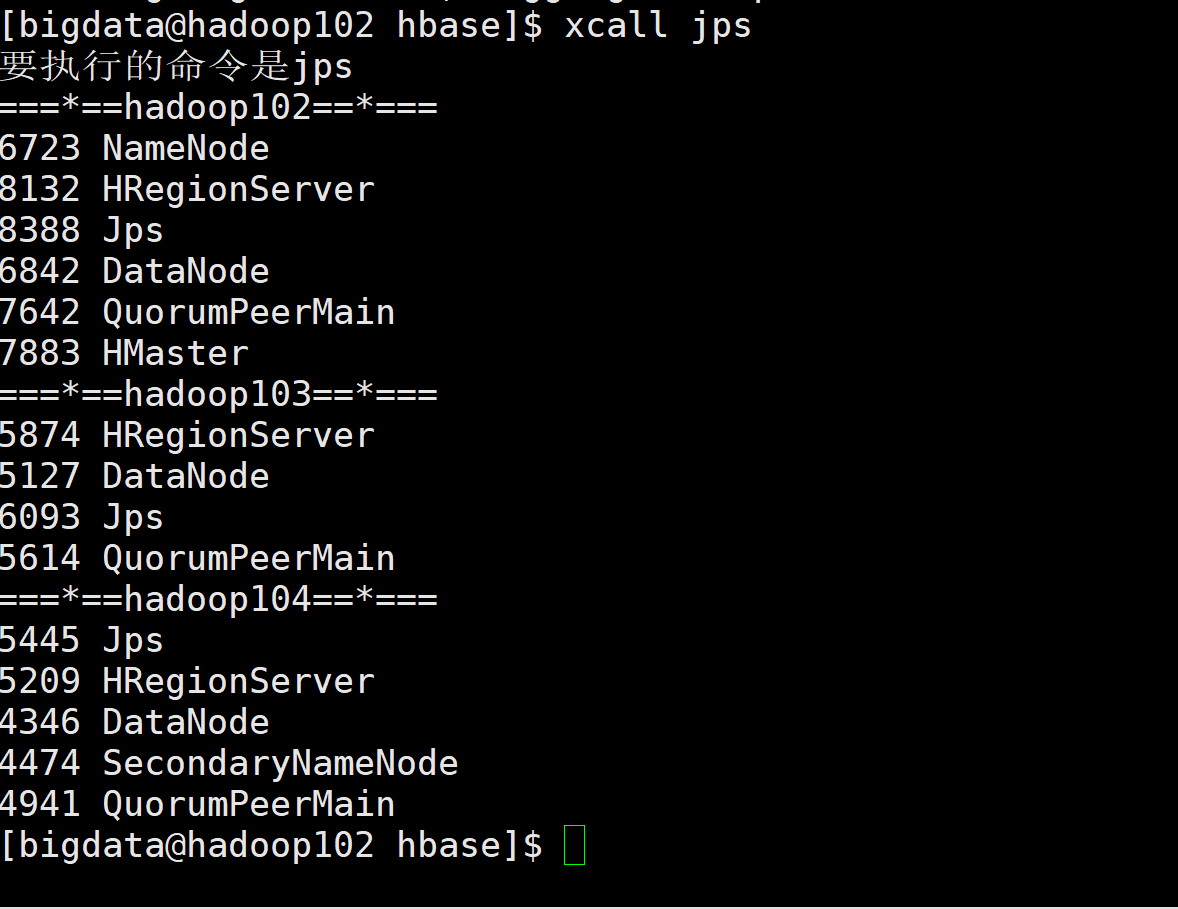 [bigdata@hadoop102 hbase]$ xcall jps
要执行的命令是jps
===*==hadoop102==*===
6723 NameNode
8132 HRegionServer
8388 Jps
6842 DataNode
7642 QuorumPeerMain
7883 HMaster
===*==hadoop103==*===
5874 HRegionServer
5127 DataNode
6093 Jps
5614 QuorumPeerMain
===*==hadoop104==*===
5445 Jps
5209 HRegionServer
4346 DataNode
4474 SecondaryNameNode
4941 QuorumPeerMain
[bigdata@hadoop102 hbase]$